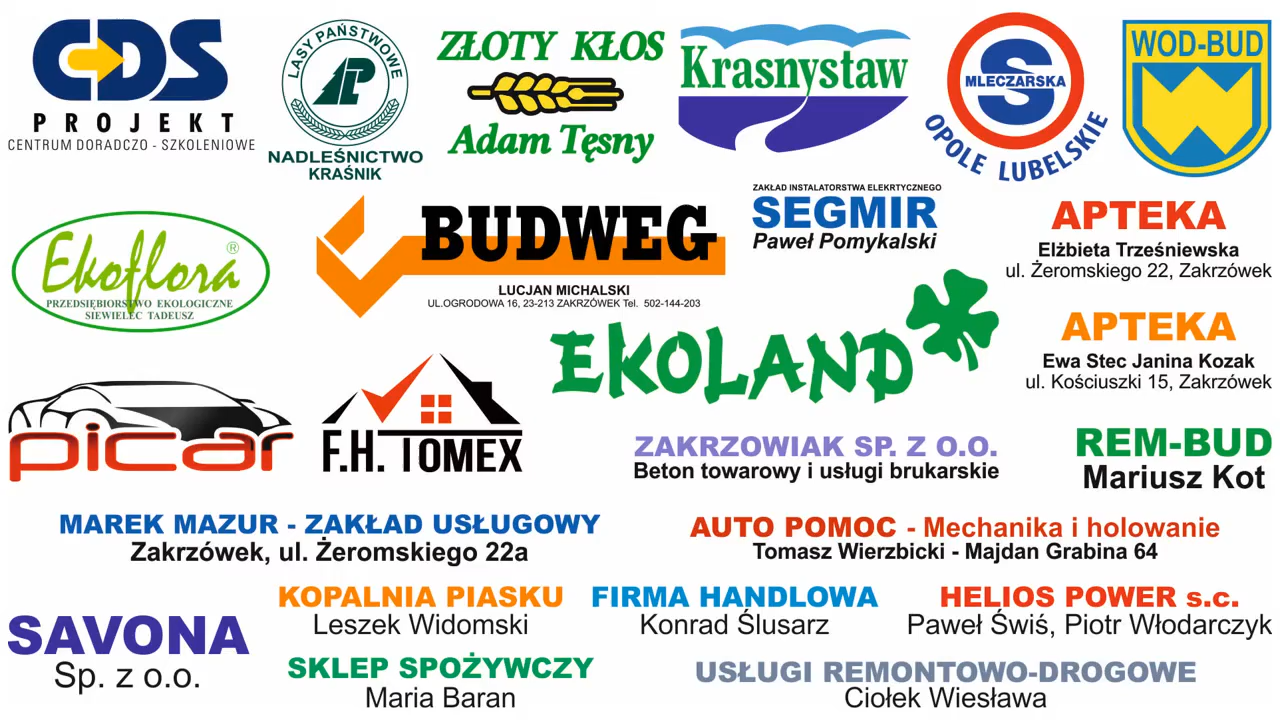 CDS
PROJEKT
CENTRUM DORADCZO - SZKOLENIOWE
LASY PAŃSTWOWE
LP
NADLEŚNICTWO
KRAŚNIK
ZŁOTY KŁOS
Adam Tęsny
Krasnystaw
S
MLECZARSKA
OPOLE LUBELSKIE
WOD-BUD
Ekoflora®
PRZEDSIĘBIORSTWO EKOLOGICZNE
SIEWIELEC TADEUSZ
BUDWEG
LUCJAN MICHALSKI
UL.OGRODOWA 16, 23-213 ZAKRZÓWEK Tel. 502-144-203
ZAKŁAD INSTALATORSTWA ELEKRTYCZNEGO
SEGMIR
Paweł Pomykalski
APTEKA
Elżbieta Trześniewska
ul. Żeromskiego 22, Zakrzówek
EKOLAND
APTEKA
Ewa Stec Janina Kozak
ul. Kościuszki 15, Zakrzówek
picar
F.H. TOMEX
ZAKRZOWIAK SP. Z O.O.
Beton towarowy i usługi brukarskie
REM-BUD
Mariusz Kot
MAREK MAZUR - ZAKŁAD USŁUGOWY
Zakrzówek, ul. Żeromskiego 22a
AUTO POMOC - Mechanika i holowanie
Tomasz Wierzbicki - Majdan Grabina 64
SAVONA
Sp. z o.o.
KOPALNIA PIASKU
Leszek Widomski
FIRMA HANDLOWA
Konrad Ślusarz
HELIOS POWER s.c.
Paweł Świś, Piotr Włodarczyk
SKLEP SPOŻYWCZY
Maria Baran
USŁUGI REMONTOWO-DROGOWE
Ciołek Wiesława